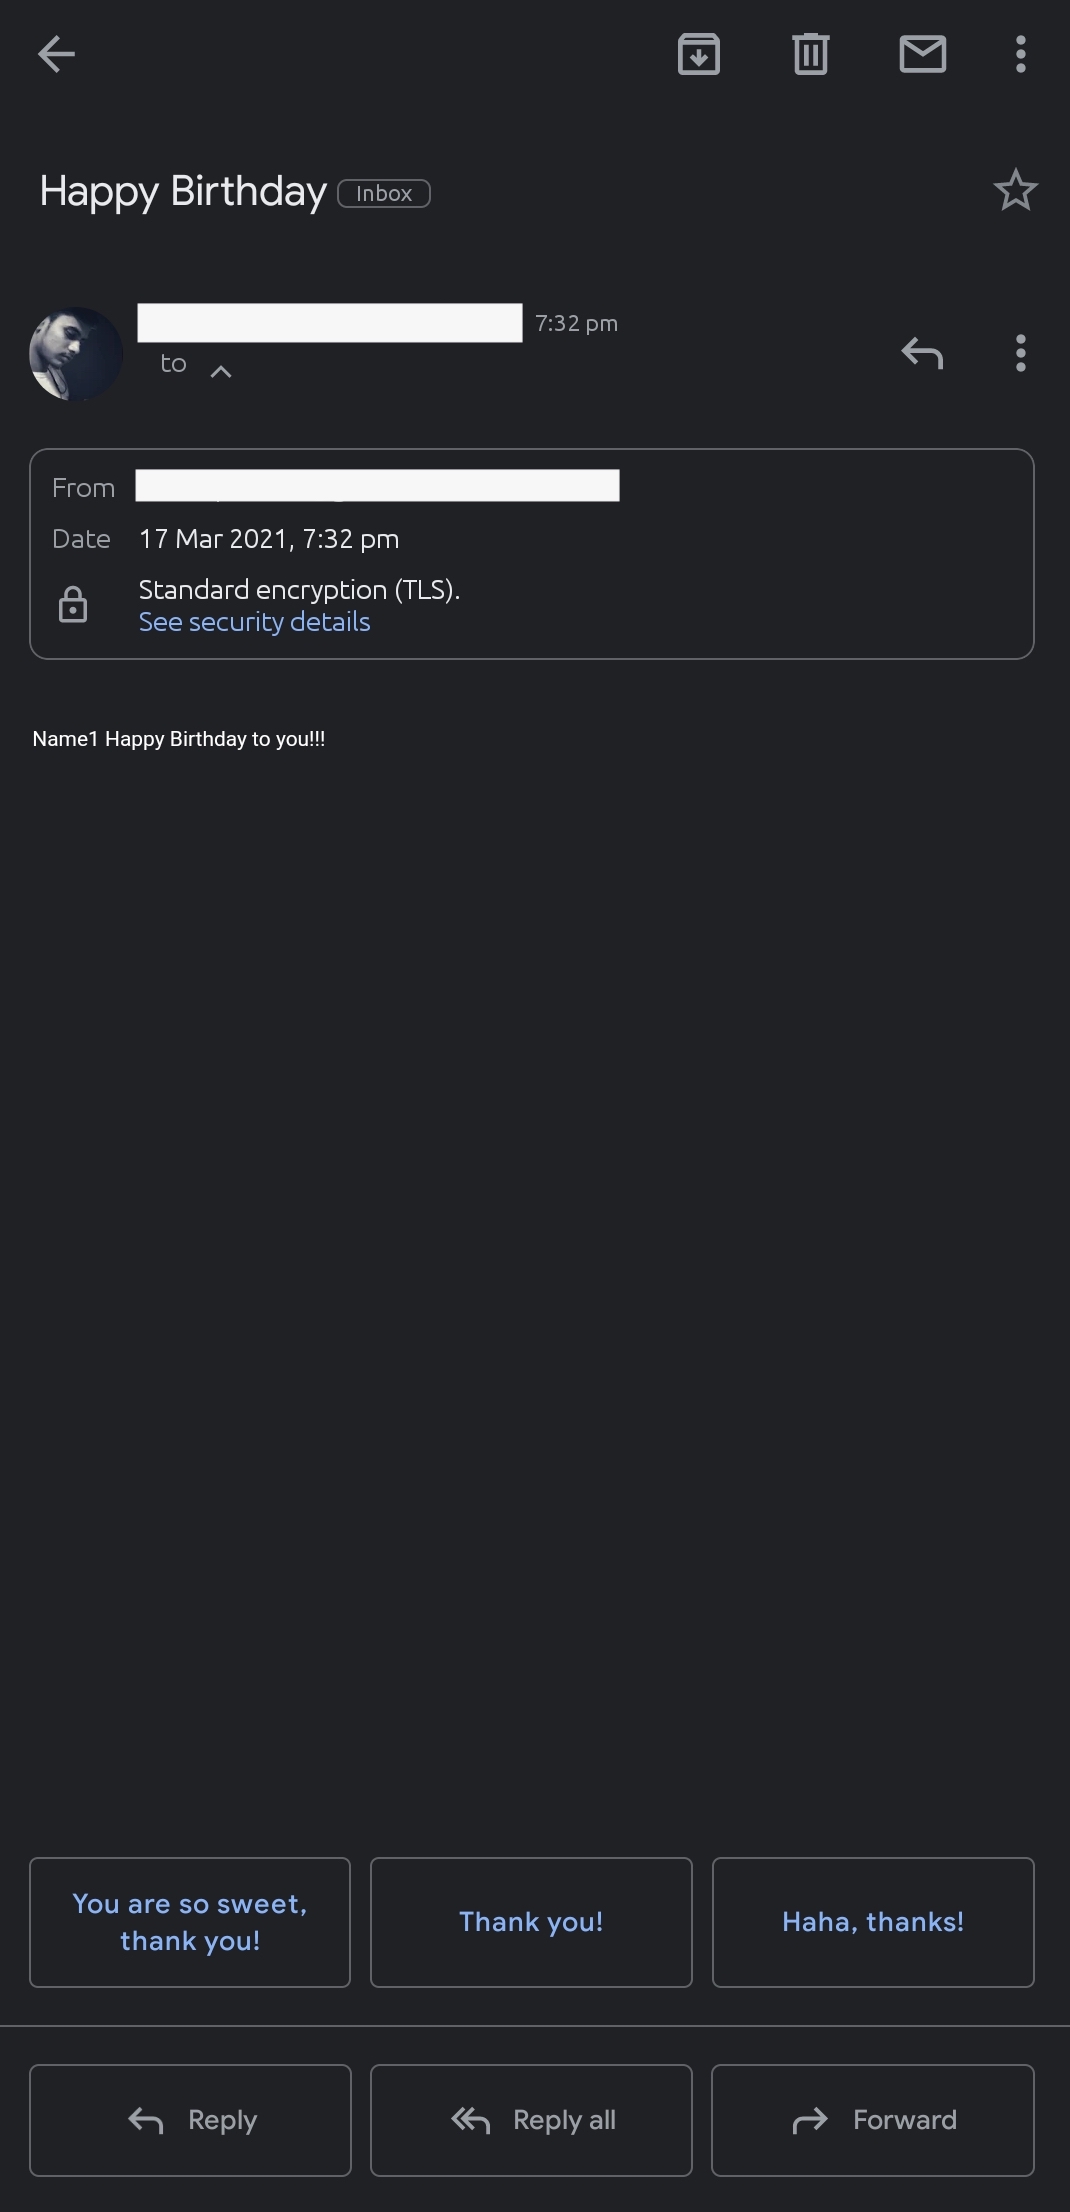 Happy Birthday Inbox
7:32 pm
to
From
Date 17 Mar 2021, 7:32 pm
Standard encryption (TLS).
See security details
Name1 Happy Birthday to you!!!
You are so sweet,
thank you!
Thank you!
Haha, thanks!
Reply
Reply all
Forward